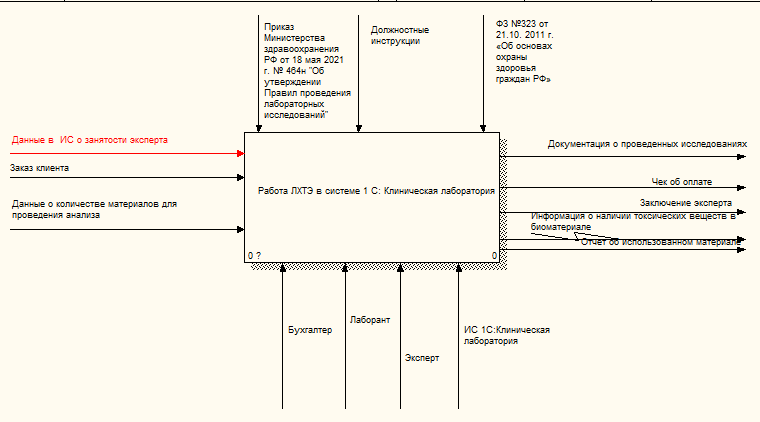 Приказ
Министерства
здравоохранения
РФ от 18 мая 2021
г. № 464н "Об
утверждении
Правил проведения
лабораторных
исследований"
Должностные
инструкции
ФЗ №323 от
21.10. 2011 г.
«Об основах
охраны
здоровья
граждан РФ»
Данные в ИС о занятости эксперта
Заказ клиента
Данные о количестве материалов для
проведения анализа
Работа ЛХТЭ в системе 1 С: Клиническая лаборатория
0 ?
0
Документация о проведенных исследованиях
Чек об оплате
Заключение эксперта
Информация о наличии токсических веществ в
биоматериале
Отчет об использованном материале
Бухгалтер
Лаборант
Эксперт
ИС 1С:Клиническая
лаборатория